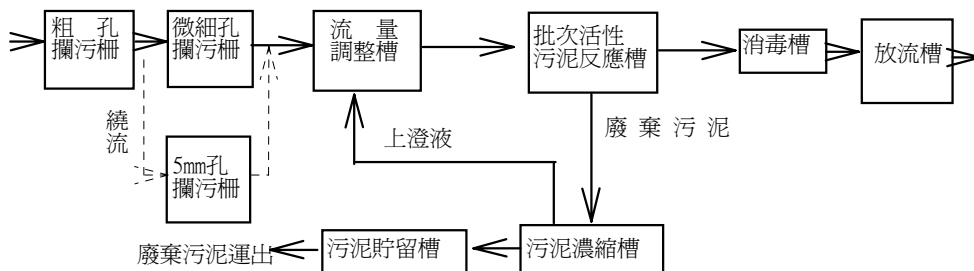 粗 孔
攔污柵
微細孔
攔污柵
流 量
調整槽
批次活性
污泥反應槽
消毒槽
放流槽
繞流
5mm孔
攔污柵
上澄液
廢 棄 污 泥
廢棄污泥運出
污泥貯留槽
污泥濃縮槽